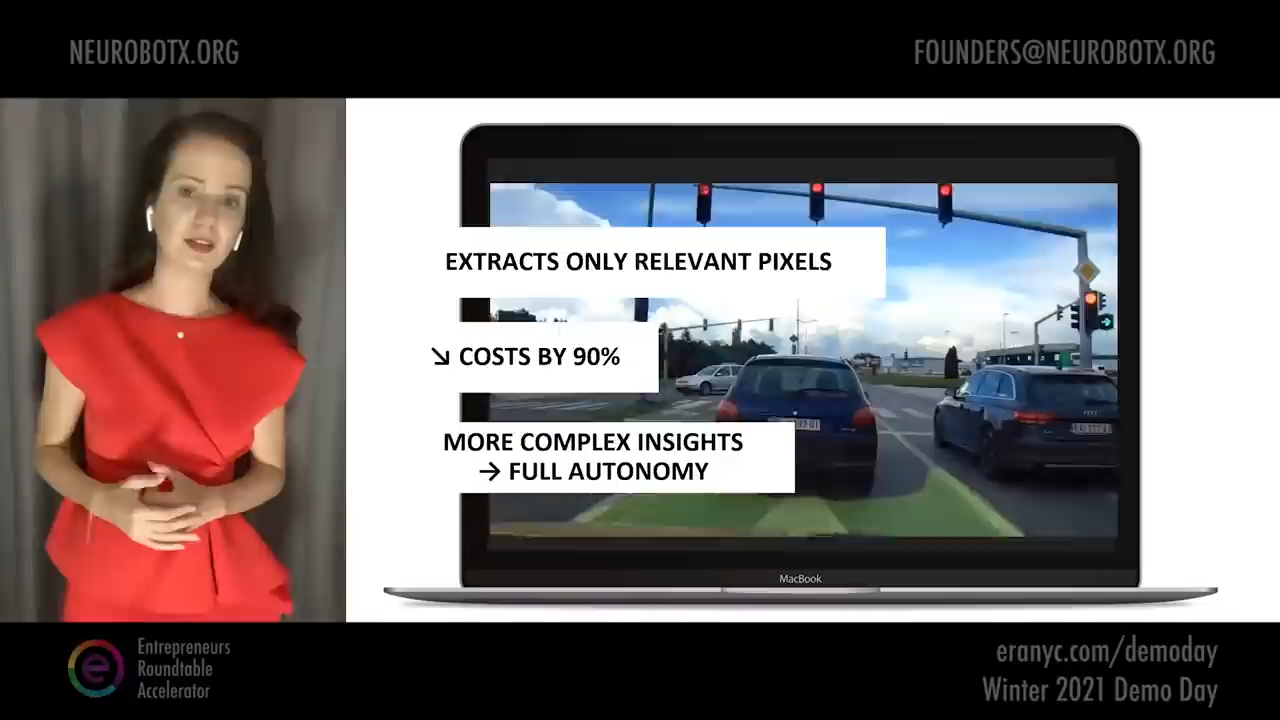 NEUROBOTX.ORG
FOUNDERS@NEUROBOTX.ORG
EXTRACTS ONLY RELEVANT PIXELS
↘ COSTS BY 90%
MORE COMPLEX INSIGHTS
→ FULL AUTONOMY
MacBook
e
Entrepreneurs
Roundtable
Accelerator
eranyc.com/demoday
Winter 2021 Demo Day